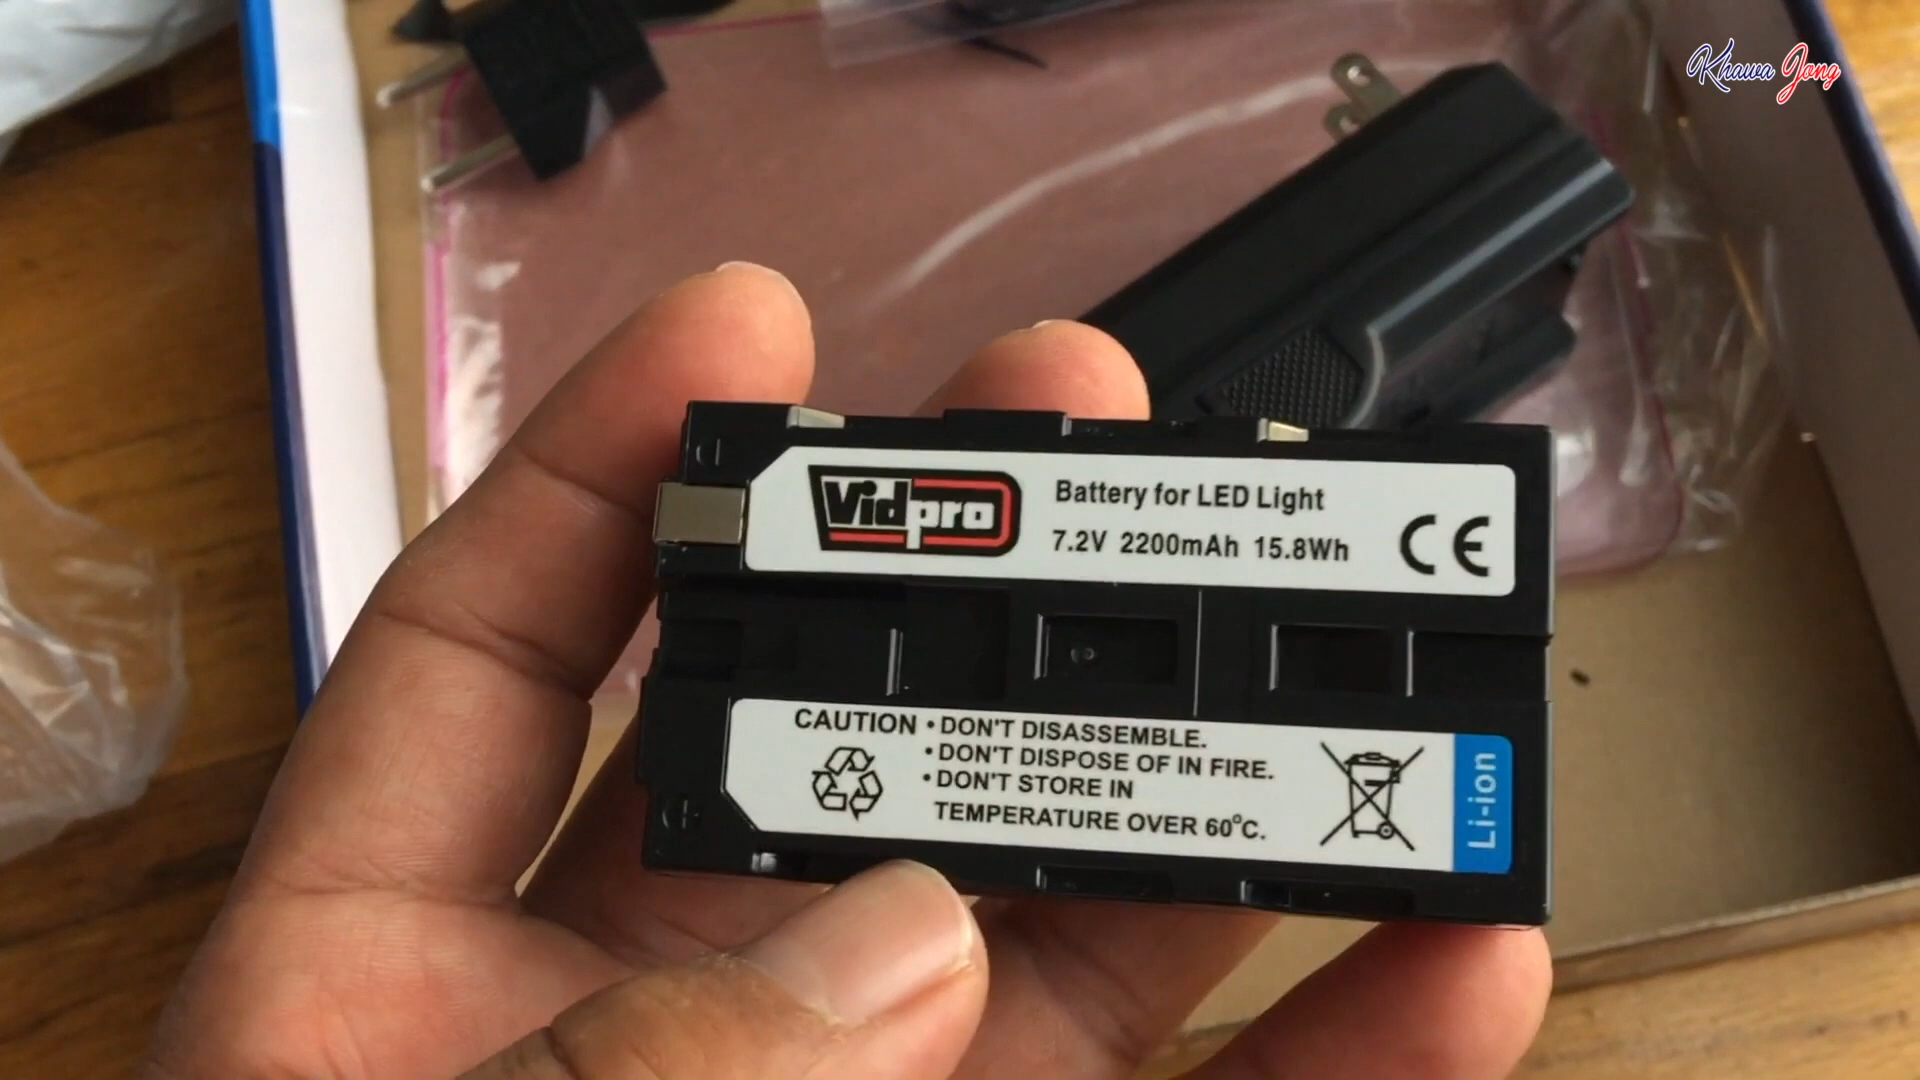 Khawa Jong
Vidpro
Battery for LED Light
7.2V 2200mAh 15.8Wh
CE
CAUTION • DON'T DISASSEMBLE.
• DON'T DISPOSE OF IN FIRE.
• DON'T STORE IN
TEMPERATURE OVER 60°C.
Li-ion